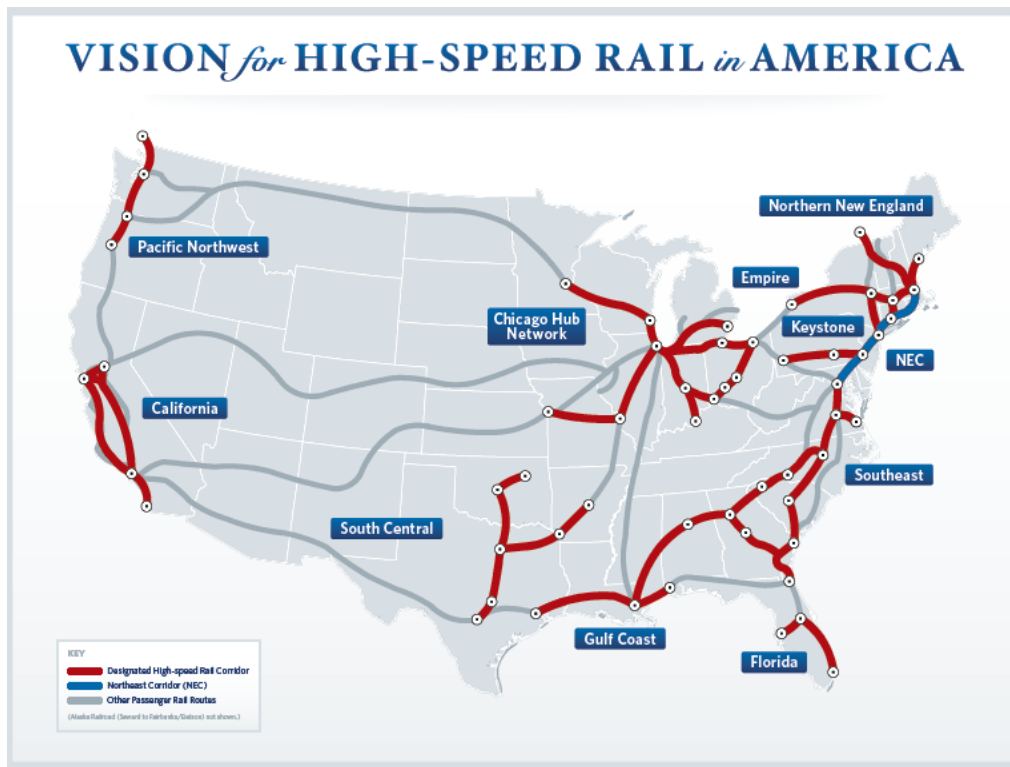 VISION for HIGH-SPEED RAIL in AMERICA
Northern New England
Pacific Northwest
Empire
Chicago Hub
Network
Keystone
NEC
California
Southeast
South Central
Gulf Coast
Florida
KEY
Designated High-speed Rail Corridor
Northeast Corridor (NEC)
Other Passenger Rail Routes
(Alaska Railroad (Seward to Fairbanks/Eielson) not shown.)